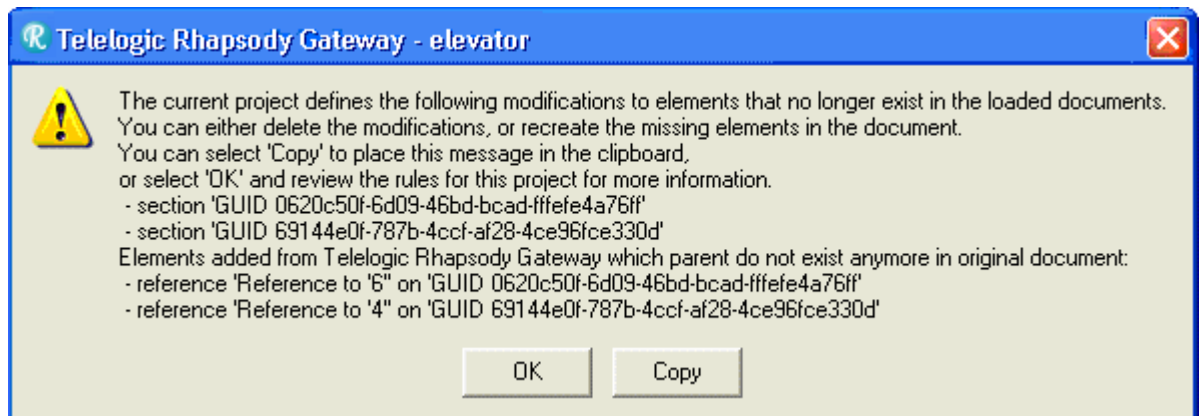 Telelogic Rhapsody Gateway - elevator
The current project defines the following modifications to elements that no longer exist in the loaded documents.
You can either delete the modifications, or recreate the missing elements in the document.
You can select 'Copy' to place this message in the clipboard,
or select 'OK' and review the rules for this project for more information.
- section 'GUID 0620c50f-6d09-46bd-bcad-fffefe4a76ff'
- section 'GUID 69144e0f-787b-4ccf-af28-4ce96fce330d'
Elements added from Telelogic Rhapsody Gateway which parent do not exist anymore in original document:
- reference 'Reference to '6'' on 'GUID 0620c50f-6d09-46bd-bcad-fffefe4a76ff'
- reference 'Reference to '4'' on 'GUID 69144e0f-787b-4ccf-af28-4ce96fce330d'
OK Copy